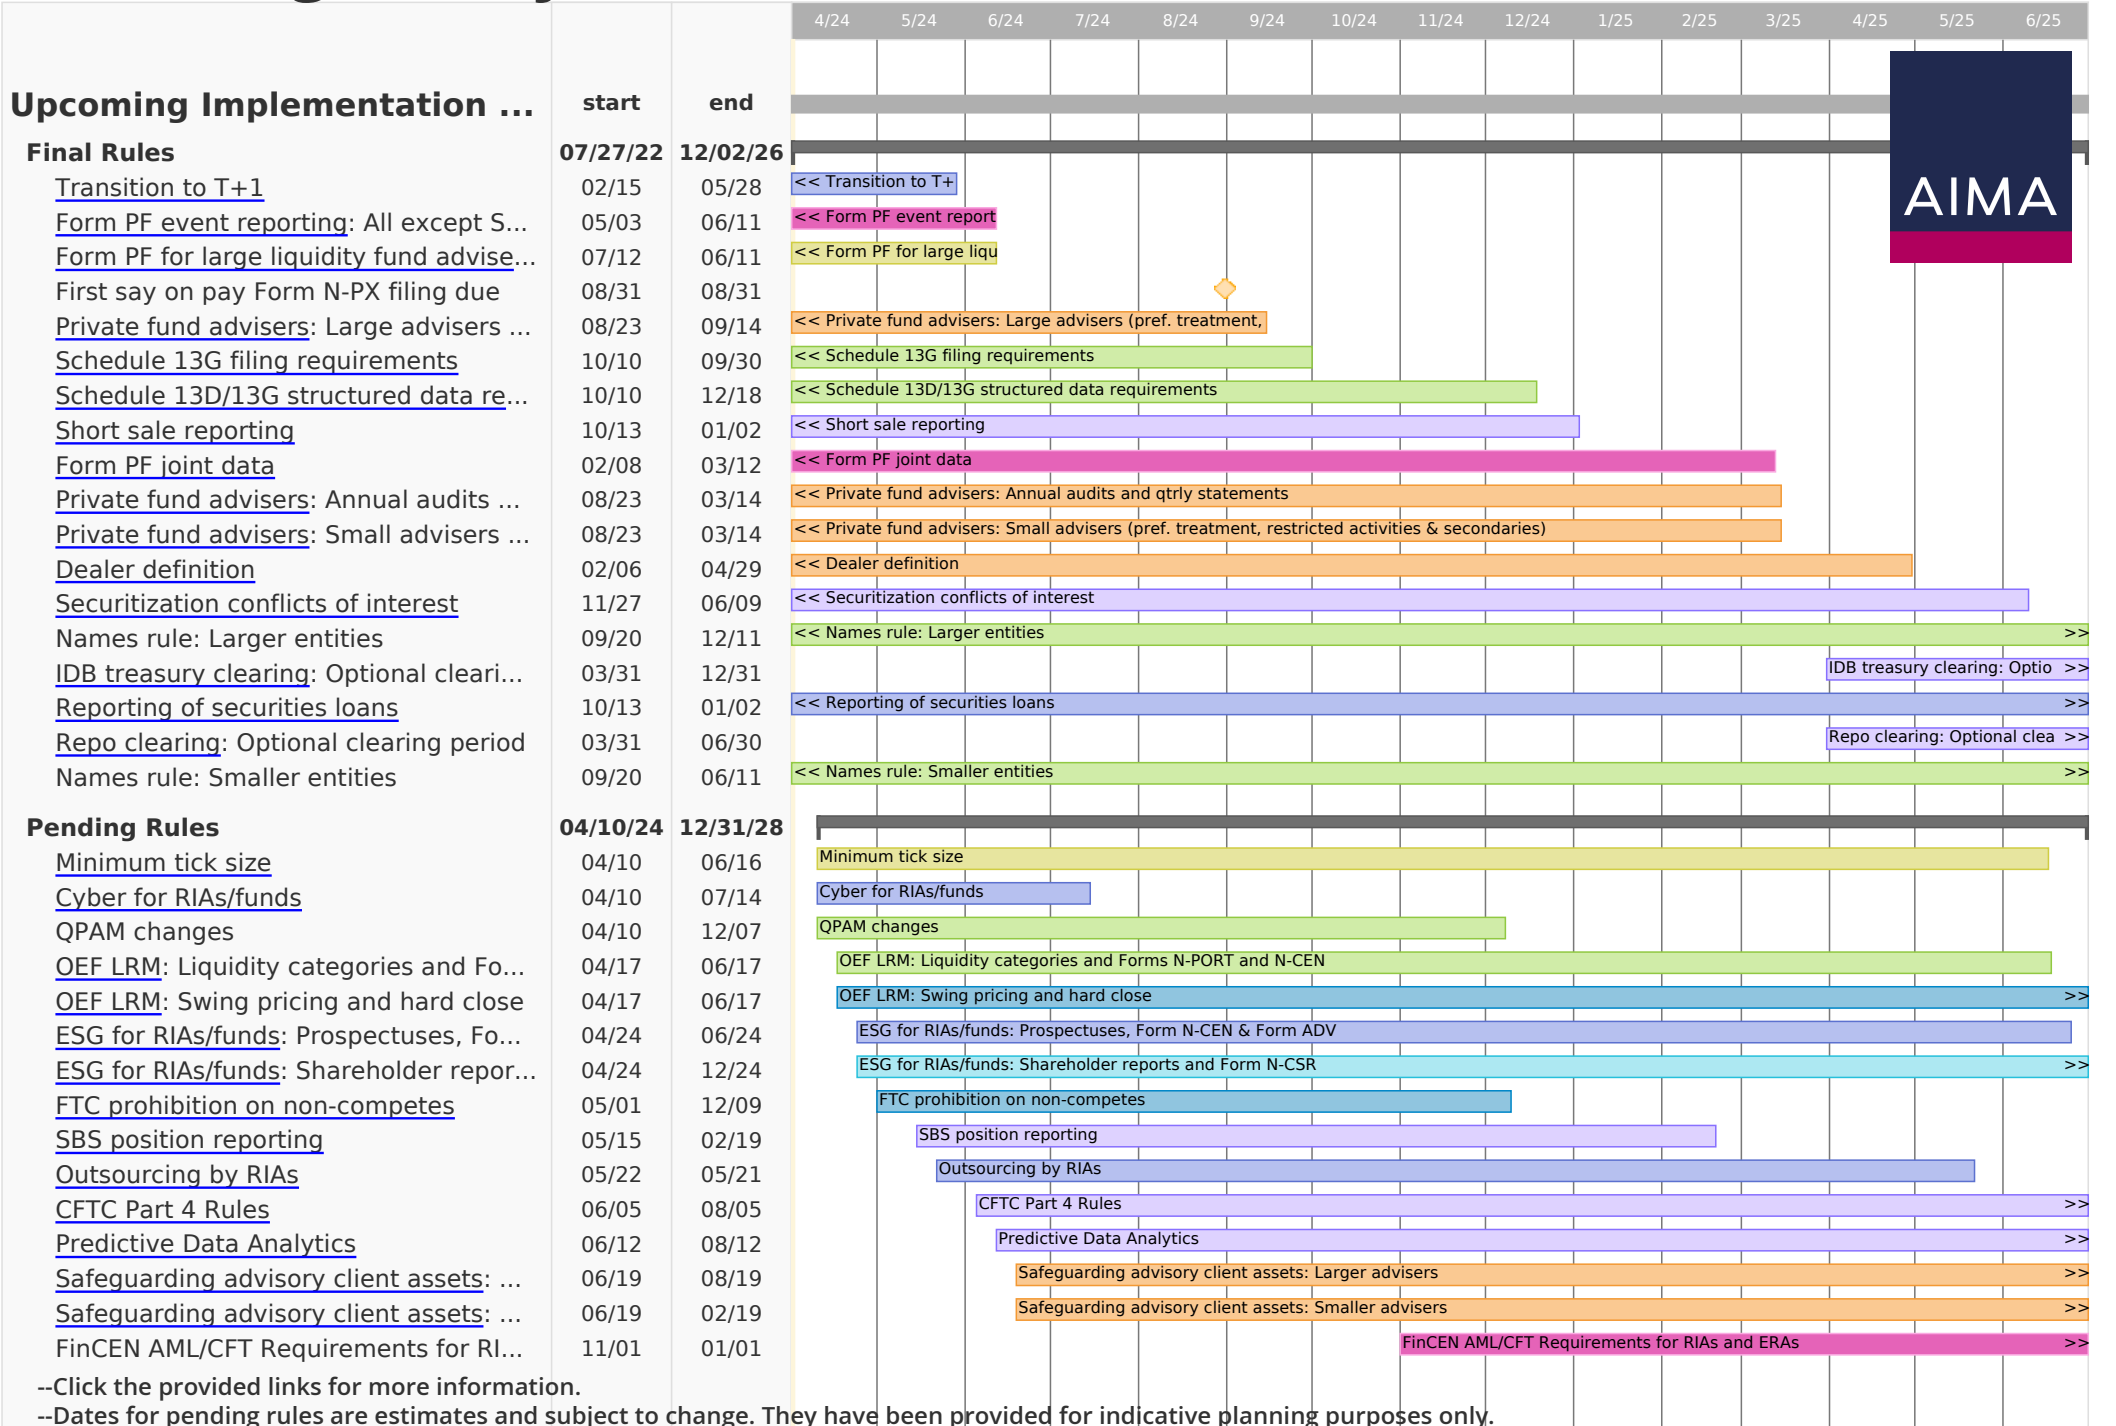 4/24 5/24 6/24 7/24 8/24 9/24 10/24 11/24 12/24 1/25 2/25 3/25 4/25 5/25 6/25
AIMA
Upcoming Implementation ... start end
Final Rules 07/27/22 12/02/26
Transition to T+1 02/15 05/28 << Transition to T+
Form PF event reporting: All except S... 05/03 06/11 << Form PF event report
Form PF for large liquidity fund advise... 07/12 06/11 << Form PF for large liqu
First say on pay Form N-PX filing due 08/31 08/31
Private fund advisers: Large advisers ... 08/23 09/14 << Private fund advisers: Large advisers (pref. treatment,
Schedule 13G filing requirements 10/10 09/30 << Schedule 13G filing requirements
Schedule 13D/13G structured data re... 10/10 12/18 << Schedule 13D/13G structured data requirements
Short sale reporting 10/13 01/02 << Short sale reporting
Form PF joint data 02/08 03/12 << Form PF joint data
Private fund advisers: Annual audits ... 08/23 03/14 << Private fund advisers: Annual audits and qtrly statements
Private fund advisers: Small advisers ... 08/23 03/14 << Private fund advisers: Small advisers (pref. treatment, restricted activities & secondaries)
Dealer definition 02/06 04/29 << Dealer definition
Securitization conflicts of interest 11/27 06/09 << Securitization conflicts of interest
Names rule: Larger entities 09/20 12/11 << Names rule: Larger entities >>
IDB treasury clearing: Optional cleari... 03/31 12/31 IDB treasury clearing: Optio >>
Reporting of securities loans 10/13 01/02 << Reporting of securities loans >>
Repo clearing: Optional clearing period 03/31 06/30 Repo clearing: Optional clea >>
Names rule: Smaller entities 09/20 06/11 << Names rule: Smaller entities >>
Pending Rules 04/10/24 12/31/28
Minimum tick size 04/10 06/16 Minimum tick size
Cyber for RIAs/funds 04/10 07/14 Cyber for RIAs/funds
QPAM changes 04/10 12/07 QPAM changes
OEF LRM: Liquidity categories and Fo... 04/17 06/17 OEF LRM: Liquidity categories and Forms N-PORT and N-CEN
OEF LRM: Swing pricing and hard close 04/17 06/17 OEF LRM: Swing pricing and hard close >>
ESG for RIAs/funds: Prospectuses, Fo... 04/24 06/24 ESG for RIAs/funds: Prospectuses, Form N-CEN & Form ADV
ESG for RIAs/funds: Shareholder repor... 04/24 12/24 ESG for RIAs/funds: Shareholder reports and Form N-CSR >>
FTC prohibition on non-competes 05/01 12/09 FTC prohibition on non-competes
SBS position reporting 05/15 02/19 SBS position reporting
Outsourcing by RIAs 05/22 05/21 Outsourcing by RIAs
CFTC Part 4 Rules 06/05 08/05 CFTC Part 4 Rules >>
Predictive Data Analytics 06/12 08/12 Predictive Data Analytics >>
Safeguarding advisory client assets: ... 06/19 08/19 Safeguarding advisory client assets: Larger advisers >>
Safeguarding advisory client assets: ... 06/19 02/19 Safeguarding advisory client assets: Smaller advisers >>
FinCEN AML/CFT Requirements for RI... 11/01 01/01 FinCEN AML/CFT Requirements for RIAs and ERAs >>
--Click the provided links for more information.
--Dates for pending rules are estimates and subject to change. They have been provided for indicative planning purposes only.